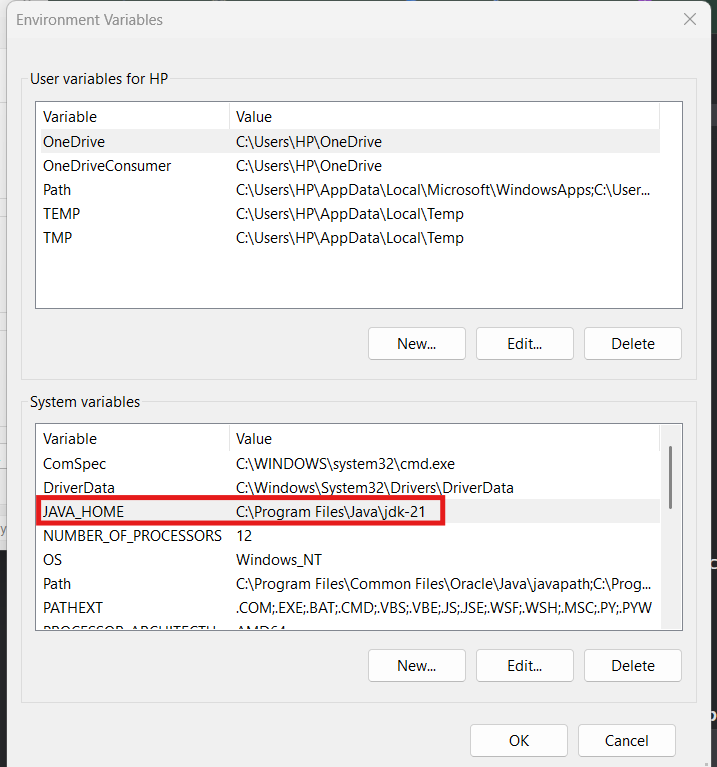 Environment Variables
User variables for HP
Variable Value
OneDrive C:\Users\HP\OneDrive
OneDriveConsumer C:\Users\HP\OneDrive
Path C:\Users\HP\AppData\Local\Microsoft\WindowsApps;C:\User...
TEMP C:\Users\HP\AppData\Local\Temp
TMP C:\Users\HP\AppData\Local\Temp
New... Edit... Delete
System variables
Variable Value
ComSpec C:\WINDOWS\system32\cmd.exe
DriverData C:\Windows\System32\Drivers\DriverData
JAVA_HOME C:\Program Files\Java\jdk-21
NUMBER_OF_PROCESSORS 12
OS Windows_NT
Path C:\Program Files\Common Files\Oracle\Java\javapath;C:\Prog...
PATHEXT .COM;.EXE;.BAT;.CMD;.VBS;.VBE;.JS;.JSE;.WSF;.WSH;.MSC;.PY;.PYW
New... Edit... Delete
OK Cancel